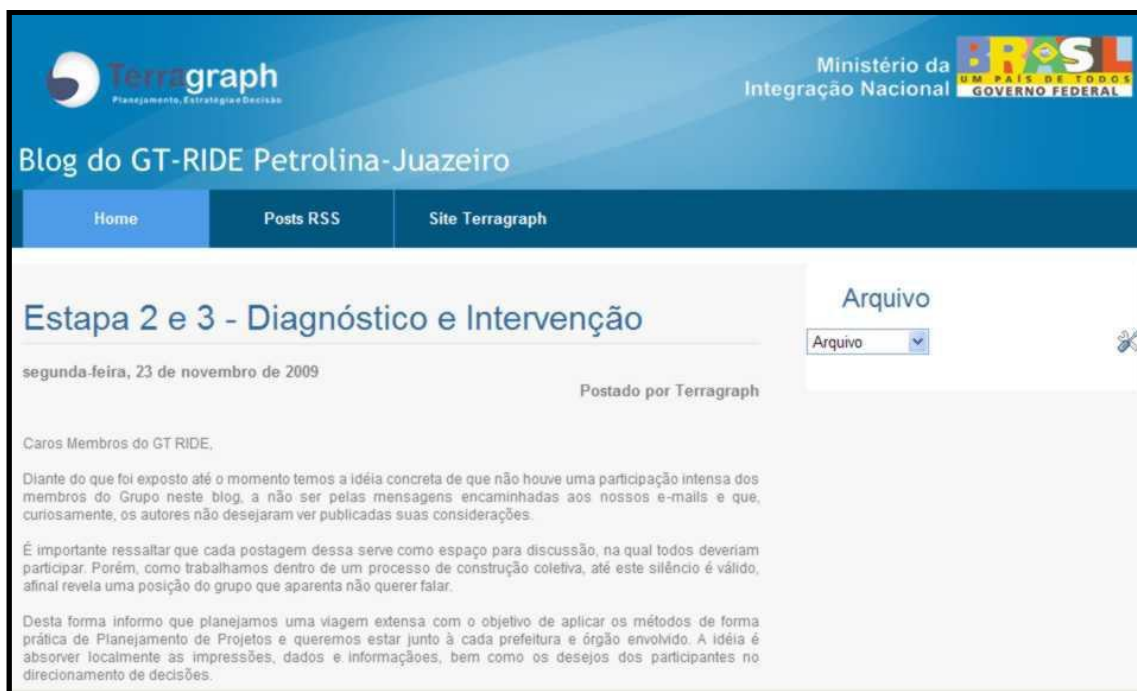 Terragraph
Planejamento, Estratégia e Decisão
Ministério da
Integração Nacional
BRASIL
UM PAÍS DE TODOS
GOVERNO FEDERAL
Blog do GT-RIDE Petrolina-Juazeiro
Home Posts RSS Site Terragraph
Estapa 2 e 3 - Diagnóstico e Intervenção
Arquivo
Arquivo
segunda-feira, 23 de novembro de 2009
Postado por Terragraph
Caros Membros do GT RIDE,
Diante do que foi exposto até o momento temos a idéia concreta de que não houve uma participação intensa dos
membros do Grupo neste blog, a não ser pelas mensagens encaminhadas aos nossos e-mails e que,
curiosamente, os autores não desejaram ver publicadas suas considerações.
É importante ressaltar que cada postagem dessa serve como espaço para discussão, na qual todos deveriam
participar. Porém, como trabalhamos dentro de um processo de construção coletiva, até este silêncio é válido,
afinal revela uma posição do grupo que aparenta não querer falar.
Desta forma informo que planejamos uma viagem extensa com o objetivo de aplicar os métodos de forma
prática de Planejamento de Projetos e queremos estar junto à cada prefeitura e órgão envolvido. A idéia é
absorver localmente as impressões, dados e informaçãoes, bem como os desejos dos participantes no
direcionamento de decisões.